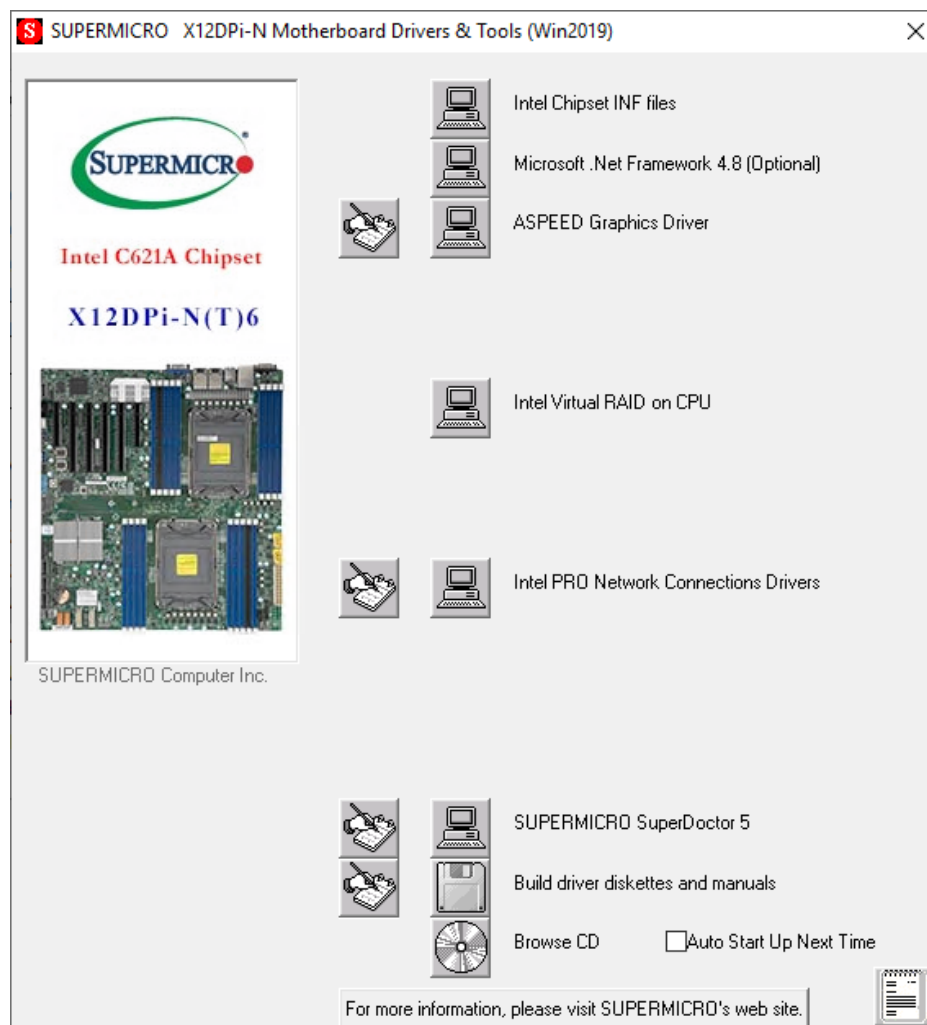 S SUPERMICRO X12DPi-N Motherboard Drivers & Tools (Win2019)
SUPERMICRO
Intel C621A Chipset
X12DPi-N(T)6
SUPERMICRO Computer Inc.
Intel Chipset INF files
Microsoft .Net Framework 4.8 (Optional)
ASPEED Graphics Driver
Intel Virtual RAID on CPU
Intel PRO Network Connections Drivers
SUPERMICRO SuperDoctor 5
Build driver diskettes and manuals
Browse CD Auto Start Up Next Time
For more information, please visit SUPERMICRO's web site.